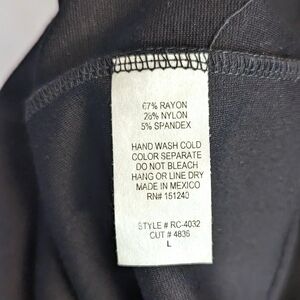 67% RAYON
28% NYLON
5% SPANDEX
HAND WASH COLD
COLOR SEPARATE
DO NOT BLEACH
HANG OR LINE DRY
MADE IN MEXICO
RN# 151240
STYLE # RC-4032
CUT # 4836
L